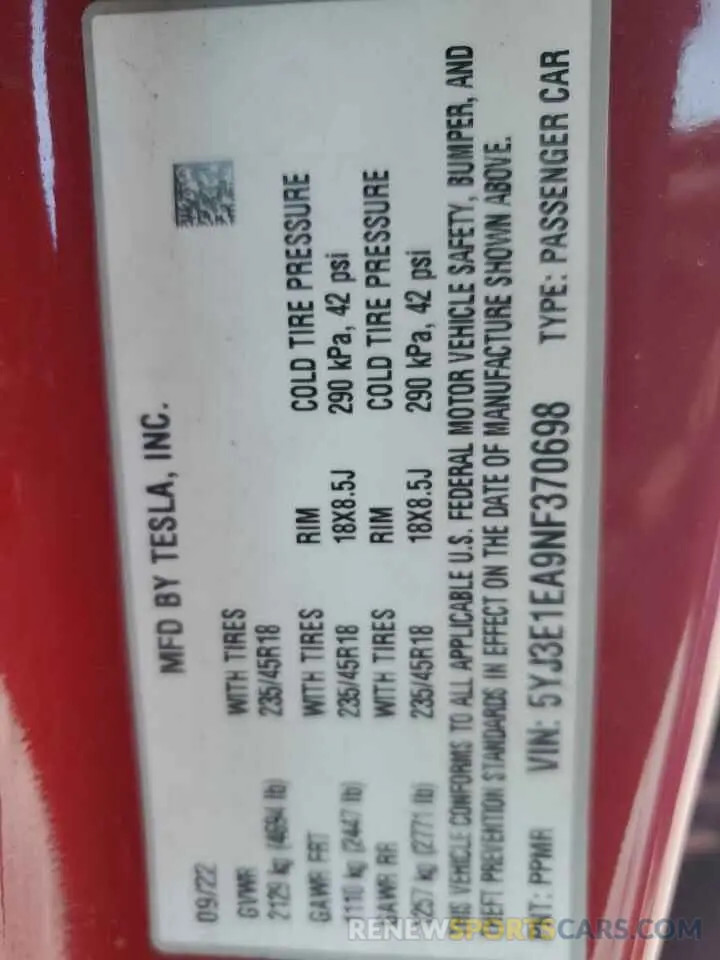 MFD BY TESLA, INC.
09/22
GVWR WITH TIRES
2129 kg (4694 lb) 235/45R18
GAWR FRT WITH TIRES RIM COLD TIRE PRESSURE
1110 kg (2447 lb) 235/45R18 18X8.5J 290 kPa, 42 psi
GAWR RR WITH TIRES RIM COLD TIRE PRESSURE
1257 kg (2771 lb) 235/45R18 18X8.5J 290 kPa, 42 psi
THIS VEHICLE CONFORMS TO ALL APPLICABLE U.S. FEDERAL MOTOR VEHICLE SAFETY, BUMPER, AND
THEFT PREVENTION STANDARDS IN EFFECT ON THE DATE OF MANUFACTURE SHOWN ABOVE.
PPMR VIN: 5YJ3E1EA9NF370698 TYPE: PASSENGER CAR
RENEWSPORTSCARS.COM